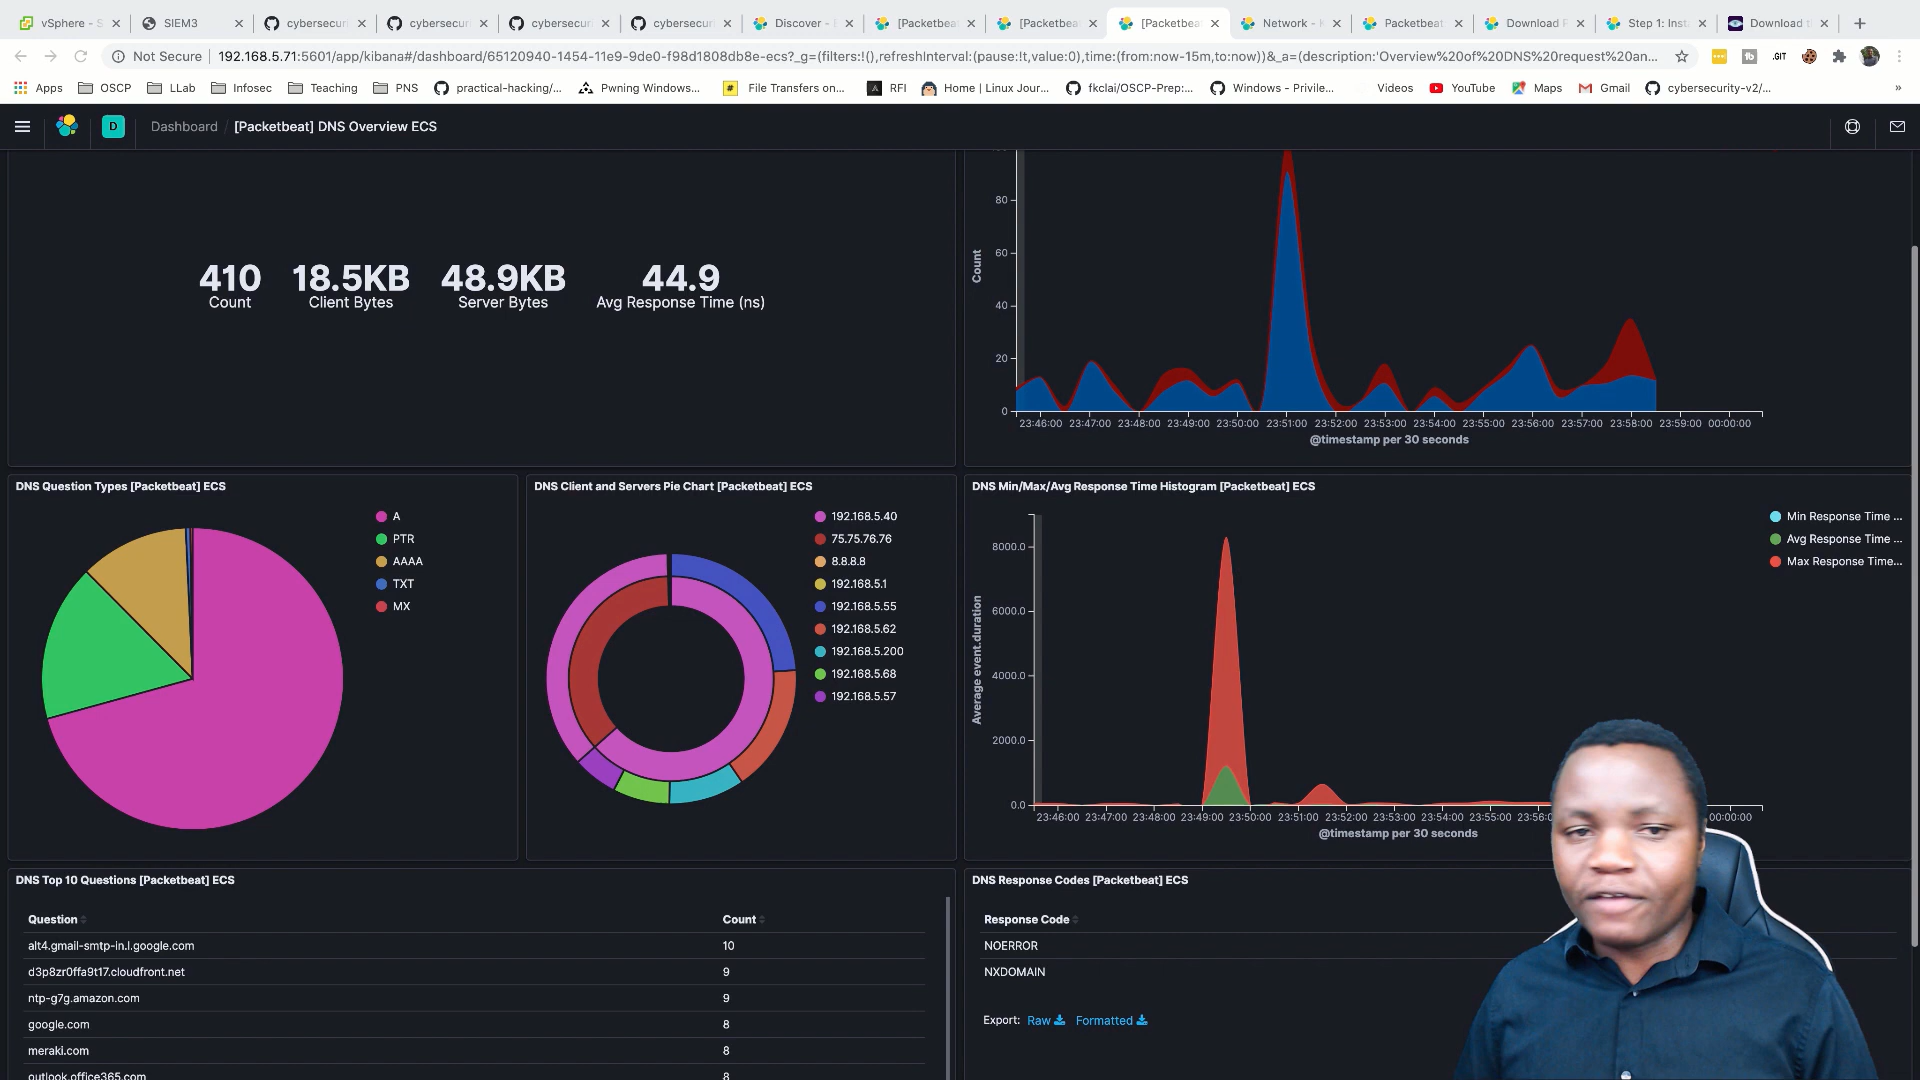 vSphere - S
SIEM3
cybersecur
cybersecur
cybersecuri
cybersecur
Discover - E
[Packetbea
[Packetbea
[Packetbea
Network - K
Packetbeat
Download P
Step 1: Inst
Download t
Not Secure
192.168.5.71:5601/app/kibana#/dashboard/65120940-1454-11e9-9de0-f98d1808db8e-ecs?_g=(filters:!(),refreshInterval:(pause:!t,value:0),time:(from:now-15m,to:now))&_a=(description:'Overview%20of%20DNS%20request%20an...
.GIT
Apps
OSCP
LLab
Infosec
Teaching
PNS
practical-hacking/...
Pwning Windows...
File Transfers on...
RFI
Home | Linux Jour...
fkclai/OSCP-Prep:...
Windows - Privile...
Videos
YouTube
Maps
Gmail
cybersecurity-v2/...
»
D
Dashboard / [Packetbeat] DNS Overview ECS
410
Count
18.5KB
Client Bytes
48.9KB
Server Bytes
44.9
Avg Response Time (ns)
Count
80
60
40
20
0
23:46:00 23:47:00 23:48:00 23:49:00 23:50:00 23:51:00 23:52:00 23:53:00 23:54:00 23:55:00 23:56:00 23:57:00 23:58:00 23:59:00 00:00:00
@timestamp per 30 seconds
DNS Question Types [Packetbeat] ECS
A
PTR
AAAA
TXT
MX
DNS Client and Servers Pie Chart [Packetbeat] ECS
192.168.5.40
75.75.76.76
8.8.8.8
192.168.5.1
192.168.5.55
192.168.5.62
192.168.5.200
192.168.5.68
192.168.5.57
DNS Min/Max/Avg Response Time Histogram [Packetbeat] ECS
Average event.duration
8000.0
6000.0
4000.0
2000.0
0.0
23:46:00 23:47:00 23:48:00 23:49:00 23:50:00 23:51:00 23:52:00 23:53:00 23:54:00 23:55:00 23:56:0 00:00:00
@timestamp per 30 seconds
Min Response Time ...
Avg Response Time ...
Max Response Time...
DNS Top 10 Questions [Packetbeat] ECS
Question
Count
alt4.gmail-smtp-in.l.google.com
10
d3p8zr0ffa9t17.cloudfront.net
9
ntp-g7g.amazon.com
9
google.com
8
meraki.com
8
outlook.office365.com
8
DNS Response Codes [Packetbeat] ECS
Response Code
NOERROR
NXDOMAIN
Export: Raw Formatted